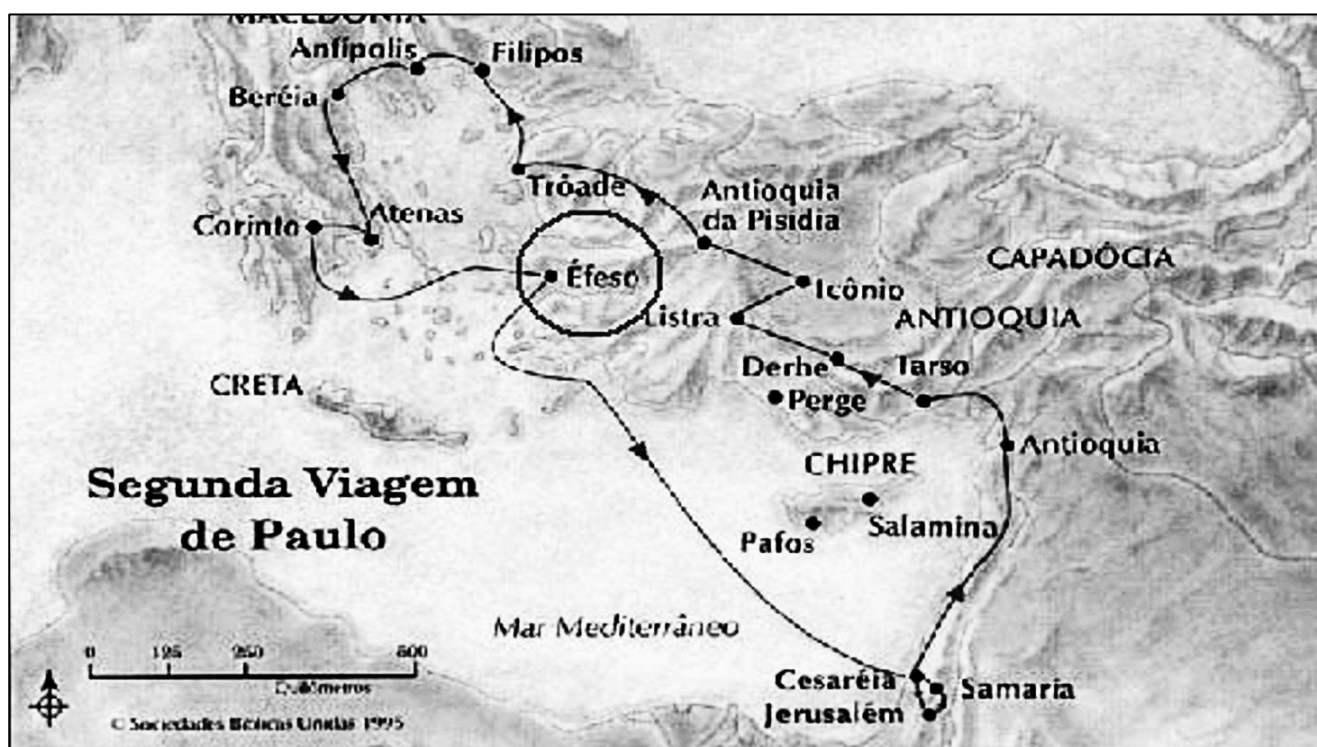 MACEDÔNIA
Anfípolis
Filipos
Beréia
Tróade
Antioquia
da Pisídia
Corinto
Atenas
CAPADÓCIA
Éfeso
Icônio
Listra
ANTIOQUIA
Derhe
Tarso
CRETA
Perge
Antioquia
CHIPRE
Segunda Viagem
de Paulo
Salamina
Pafos
Mar Mediterrâneo
0 125 250 500
Quilômetros
Cesaréia
Samaria
Jerusalém
© Sociedades Bíblicas Unidas 1995